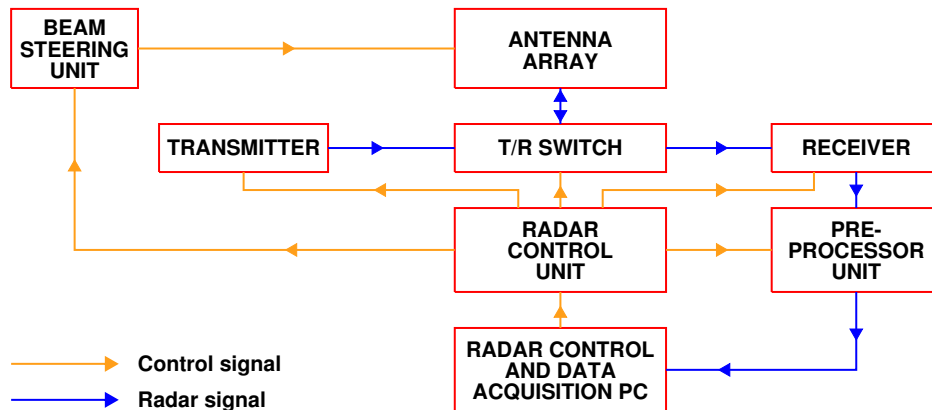 BEAM
STEERING
UNIT
ANTENNA
ARRAY
TRANSMITTER
T/R SWITCH
RECEIVER
RADAR
CONTROL
UNIT
PRE-
PROCESSOR
UNIT
RADAR CONTROL
AND DATA
ACQUISITION PC
Control signal
Radar signal